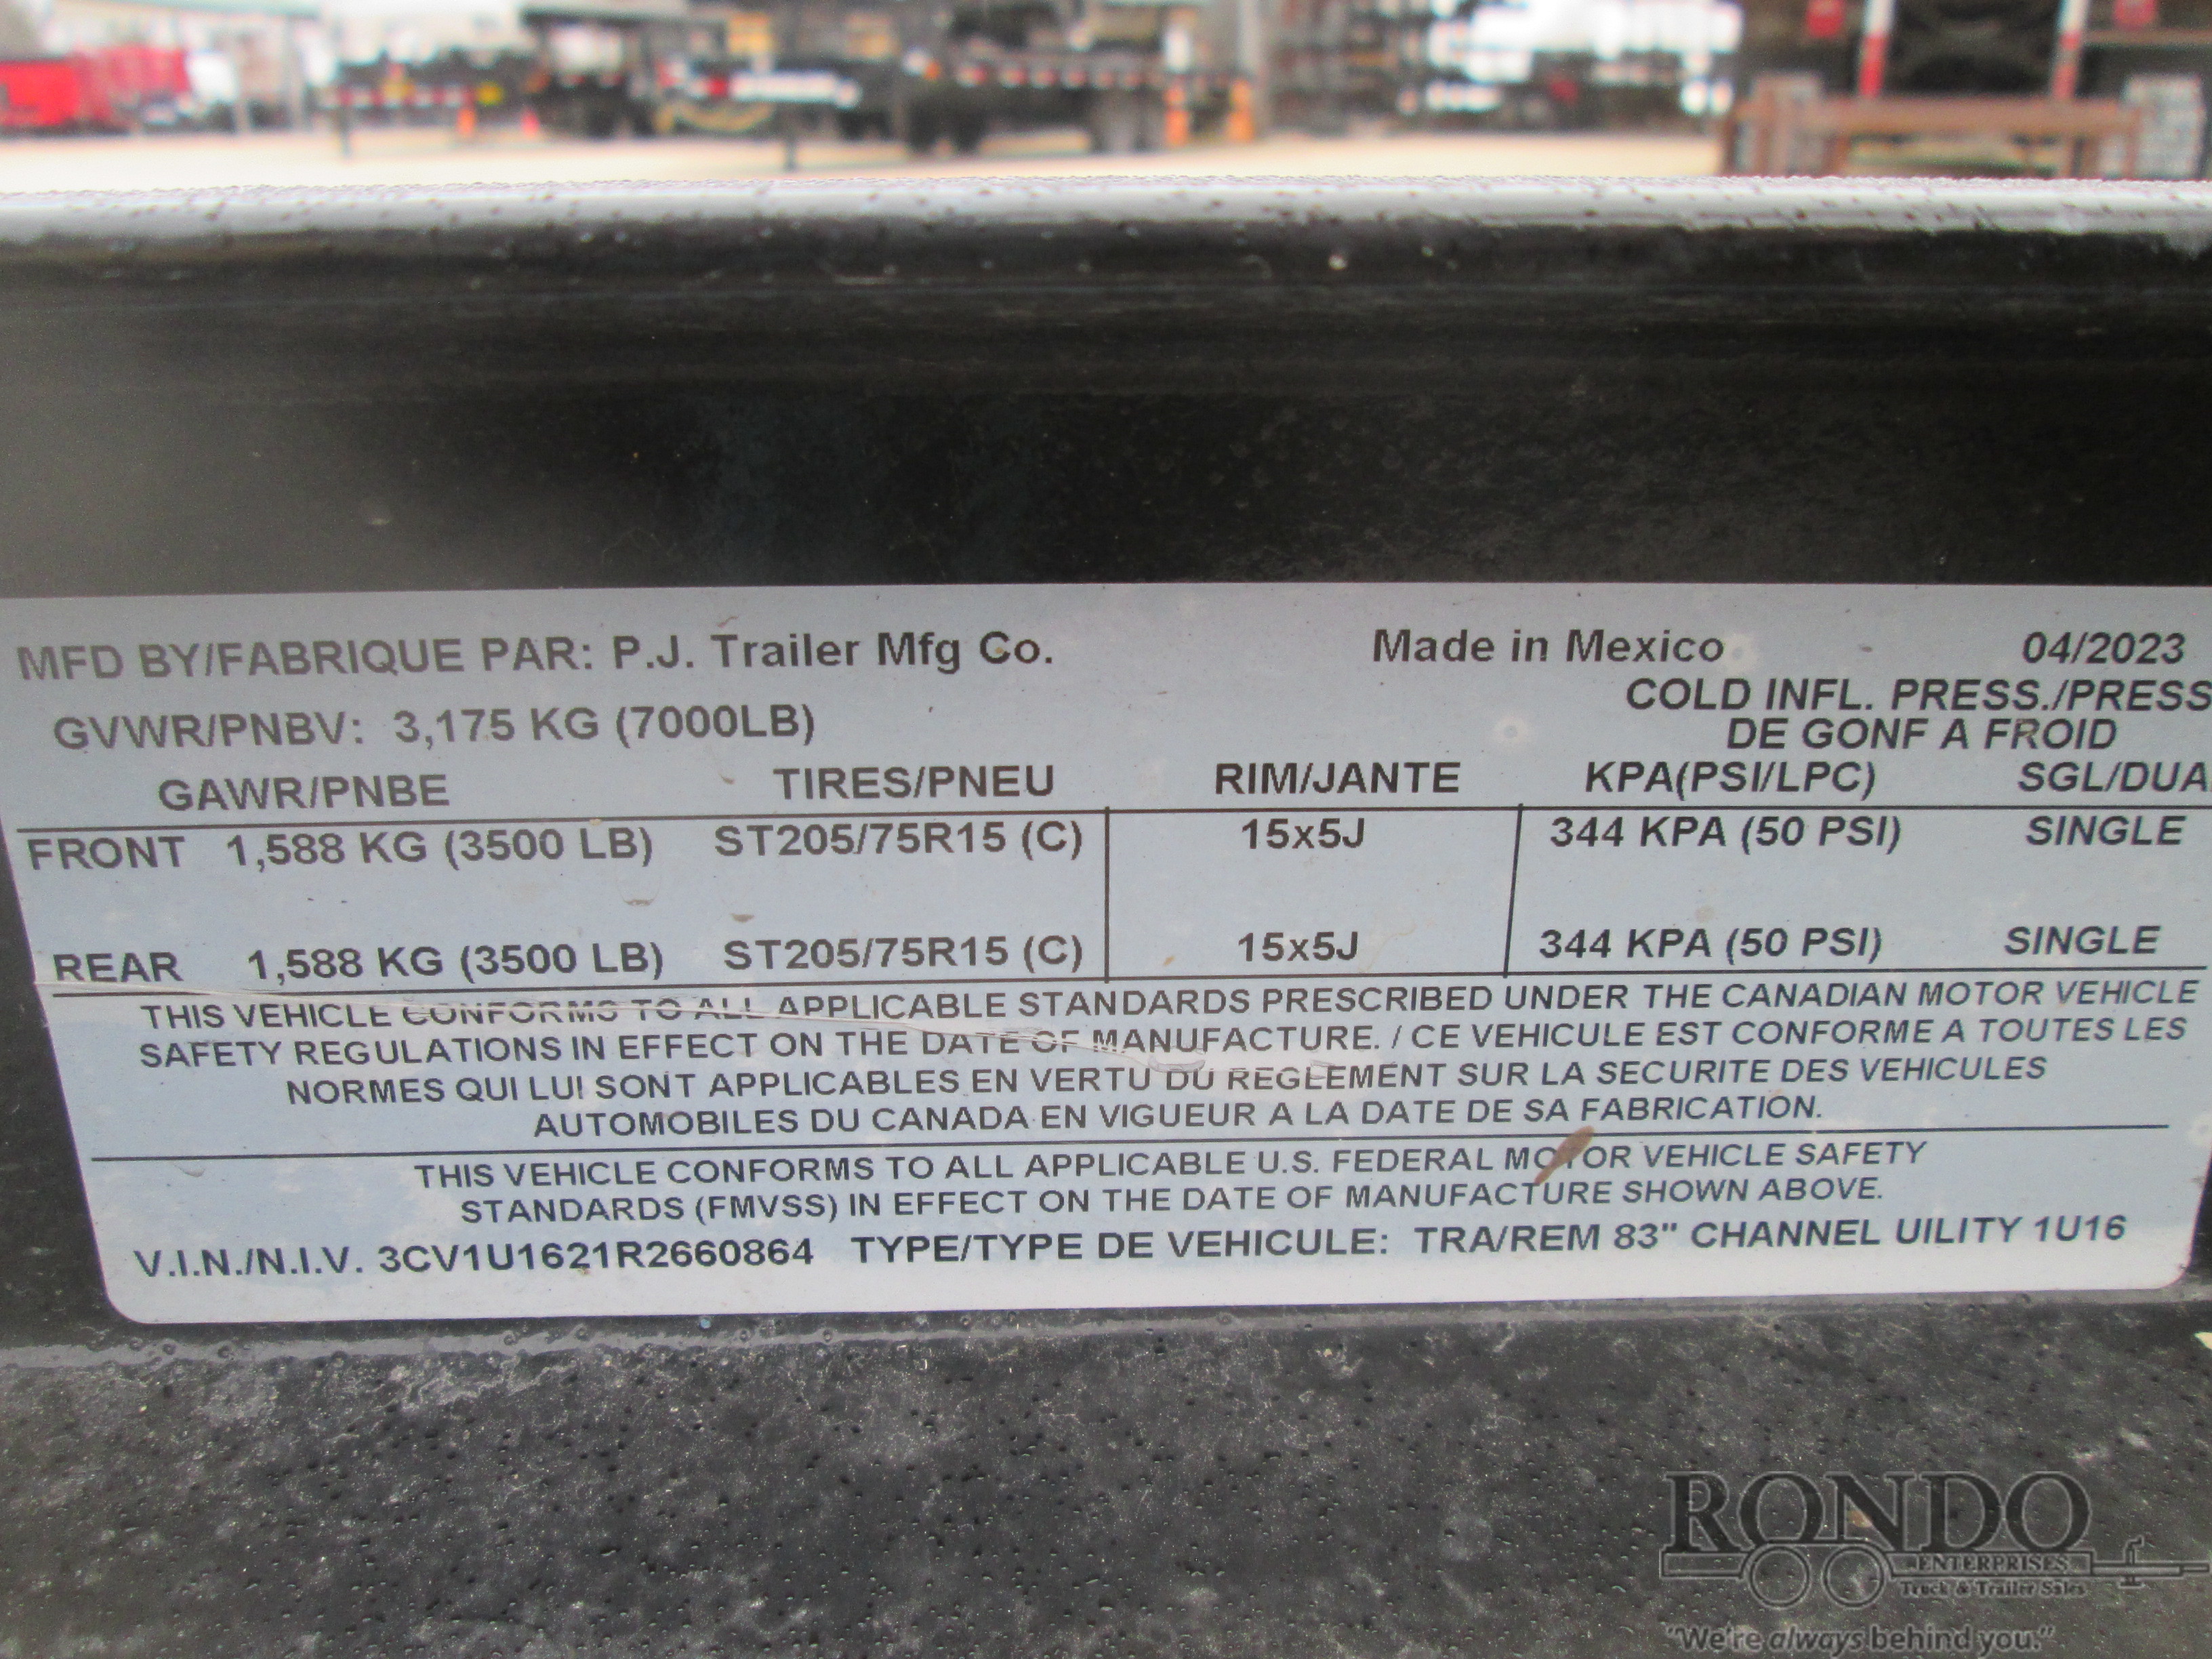 MFD BY/FABRIQUE PAR: P.J. Trailer Mfg Co. Made in Mexico 04/2023
GVWR/PNBV: 3,175 KG (7000LB) COLD INFL. PRESS./PRESS
DE GONF A FROID
GAWR/PNBE TIRES/PNEU RIM/JANTE KPA(PSI/LPC) SGL/DUA
FRONT 1,588 KG (3500 LB) ST205/75R15 (C) 15x5J 344 KPA (50 PSI) SINGLE
REAR 1,588 KG (3500 LB) ST205/75R15 (C) 15x5J 344 KPA (50 PSI) SINGLE
THIS VEHICLE CONFORMS TO ALL APPLICABLE STANDARDS PRESCRIBED UNDER THE CANADIAN MOTOR VEHICLE
SAFETY REGULATIONS IN EFFECT ON THE DATE OF MANUFACTURE. / CE VEHICULE EST CONFORME A TOUTES LES
NORMES QUI LUI SONT APPLICABLES EN VERTU DU REGLEMENT SUR LA SECURITE DES VEHICULES
AUTOMOBILES DU CANADA EN VIGUEUR A LA DATE DE SA FABRICATION.
THIS VEHICLE CONFORMS TO ALL APPLICABLE U.S. FEDERAL MOTOR VEHICLE SAFETY
STANDARDS (FMVSS) IN EFFECT ON THE DATE OF MANUFACTURE SHOWN ABOVE.
V.I.N./N.I.V. 3CV1U1621R2660864 TYPE/TYPE DE VEHICULE: TRA/REM 83" CHANNEL UILITY 1U16
RONDO
ENTERPRISES
Truck & Trailer Sales
"We're always behind you."